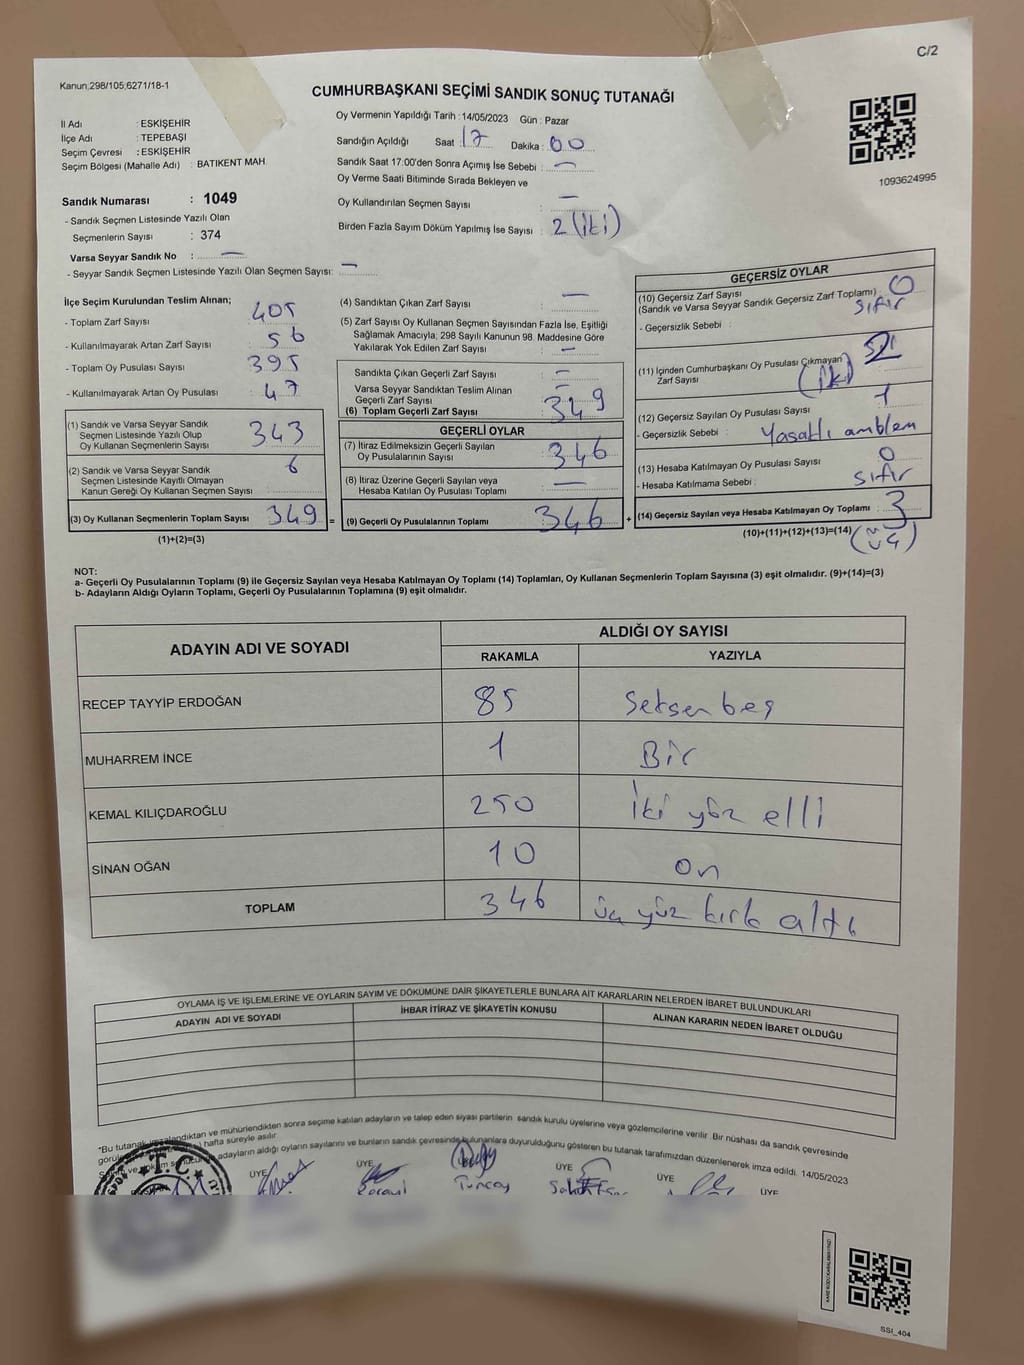 C/2
Kanun;298/105;6271/18-1
CUMHURBAŞKANI SEÇİMİ SANDIK SONUÇ TUTANAĞI
İl Adı : ESKİŞEHİR
İlçe Adı : TEPEBAŞI
Seçim Çevresi : ESKİŞEHİR
Seçim Bölgesi (Mahalle Adı) : BATIKENT MAH.
Sandık Numarası : 1049
- Sandık Seçmen Listesinde Yazılı Olan
Seçmenlerin Sayısı : 374
Varsa Seyyar Sandık No : —
- Seyyar Sandık Seçmen Listesinde Yazılı Olan Seçmen Sayısı: —
Oy Vermenin Yapıldığı Tarih : 14/05/2023 Gün : Pazar
Sandığın Açıldığı Saat : 17 Dakika : 00
Sandık Saat 17:00'den Sonra Açımış İse Sebebi : —
Oy Verme Saati Bitiminde Sırada Bekleyen ve
Oy Kullandırılan Seçmen Sayısı : —
Birden Fazla Sayım Döküm Yapılmış İse Sayısı : 2 (iki)
1093624995
İlçe Seçim Kurulundan Teslim Alınan;
- Toplam Zarf Sayısı : 405
- Kullanılmayarak Artan Zarf Sayısı : 56
- Toplam Oy Pusulası Sayısı : 395
- Kullanılmayarak Artan Oy Pusulası : 47
(1) Sandık ve Varsa Seyyar Sandık
Seçmen Listesinde Yazılı Olup
Oy Kullanan Seçmenlerin Sayısı : 343
(2) Sandık ve Varsa Seyyar Sandık
Seçmen Listesinde Kayıtlı Olmayan
Kanun Gereği Oy Kullanan Seçmen Sayısı : 6
(3) Oy Kullanan Seçmenlerin Toplam Sayısı : 349 =
(1)+(2)=(3)
(4) Sandıktan Çıkan Zarf Sayısı : —
(5) Zarf Sayısı Oy Kullanan Seçmen Sayısından Fazla İse, Eşitliği
Sağlamak Amacıyla, 298 Sayılı Kanunun 98. Maddesine Göre
Yakılarak Yok Edilen Zarf Sayısı : —
Sandıkta Çıkan Geçerli Zarf Sayısı : —
Varsa Seyyar Sandıktan Teslim Alınan
Geçerli Zarf Sayısı : —
(6) Toplam Geçerli Zarf Sayısı : 349
GEÇERLİ OYLAR
(7) İtiraz Edilmeksizin Geçerli Sayılan
Oy Pusulalarının Sayısı : 346
(8) İtiraz Üzerine Geçerli Sayılan veya
Hesaba Katılan Oy Pusulası Toplamı : —
(9) Geçerli Oy Pusulalarının Toplamı : 346 +
GEÇERSİZ OYLAR
(10) Geçersiz Zarf Sayısı : 0
(Sandık ve Varsa Seyyar Sandık Geçersiz Zarf Toplamı) sıfır
- Geçersizlik Sebebi :
(11) İçinden Cumhurbaşkanı Oy Pusulası Çıkmayan
Zarf Sayısı : 2 (iki)
(12) Geçersiz Sayılan Oy Pusulası Sayısı : 1
- Geçersizlik Sebebi : Yasaklı amblem
(13) Hesaba Katılmayan Oy Pusulası Sayısı : 0
- Hesaba Katılmama Sebebi : sıfır
(14) Geçersiz Sayılan veya Hesaba Katılmayan Oy Toplamı : 3
(10)+(11)+(12)+(13)=(14) (üç)
NOT:
a- Geçerli Oy Pusulalarının Toplamı (9) ile Geçersiz Sayılan veya Hesaba Katılmayan Oy Toplamı (14) Toplamları, Oy Kullanan Seçmenlerin Toplam Sayısına (3) eşit olmalıdır. (9)+(14)=(3)
b- Adayların Aldığı Oyların Toplamı, Geçerli Oy Pusulalarının Toplamına (9) eşit olmalıdır.
ADAYIN ADI VE SOYADI ALDIĞI OY SAYISI
RAKAMLA YAZIYLA
RECEP TAYYİP ERDOĞAN 85 Seksen beş
MUHARREM İNCE 1 Bir
KEMAL KILIÇDAROĞLU 250 İki yüz elli
SİNAN OĞAN 10 on
TOPLAM 346 üç yüz kırk altı
OYLAMA İŞ VE İŞLEMLERİNE VE OYLARIN SAYIM VE DÖKÜMÜNE DAİR ŞİKAYETLERLE BUNLARA AİT KARARLARIN NELERDEN İBARET BULUNDUKLARI
ADAYIN ADI VE SOYADI İHBAR İTİRAZ VE ŞİKAYETİN KONUSU ALINAN KARARIN NEDEN İBARET OLDUĞU
"Bu tutanak imzalandıktan ve mühürlendikten sonra seçime katılan adayların ve talep eden siyasi partilerin sandık kurulu üyelerine veya gözlemcilerine verilir. Bir nüshası da sandık çevresinde
hafta süreyle asılır.
adayların aldığı oyların sayılarını ve bunların sandık çevresinde bulunanlara duyurulduğunu gösteren bu tutanak tarafımızdan düzenlenerek imza edildi. 14/05/2023
T.C.
ÜYE ÜYE ÜYE ÜYE ÜYE
Tuncay
SSI_404